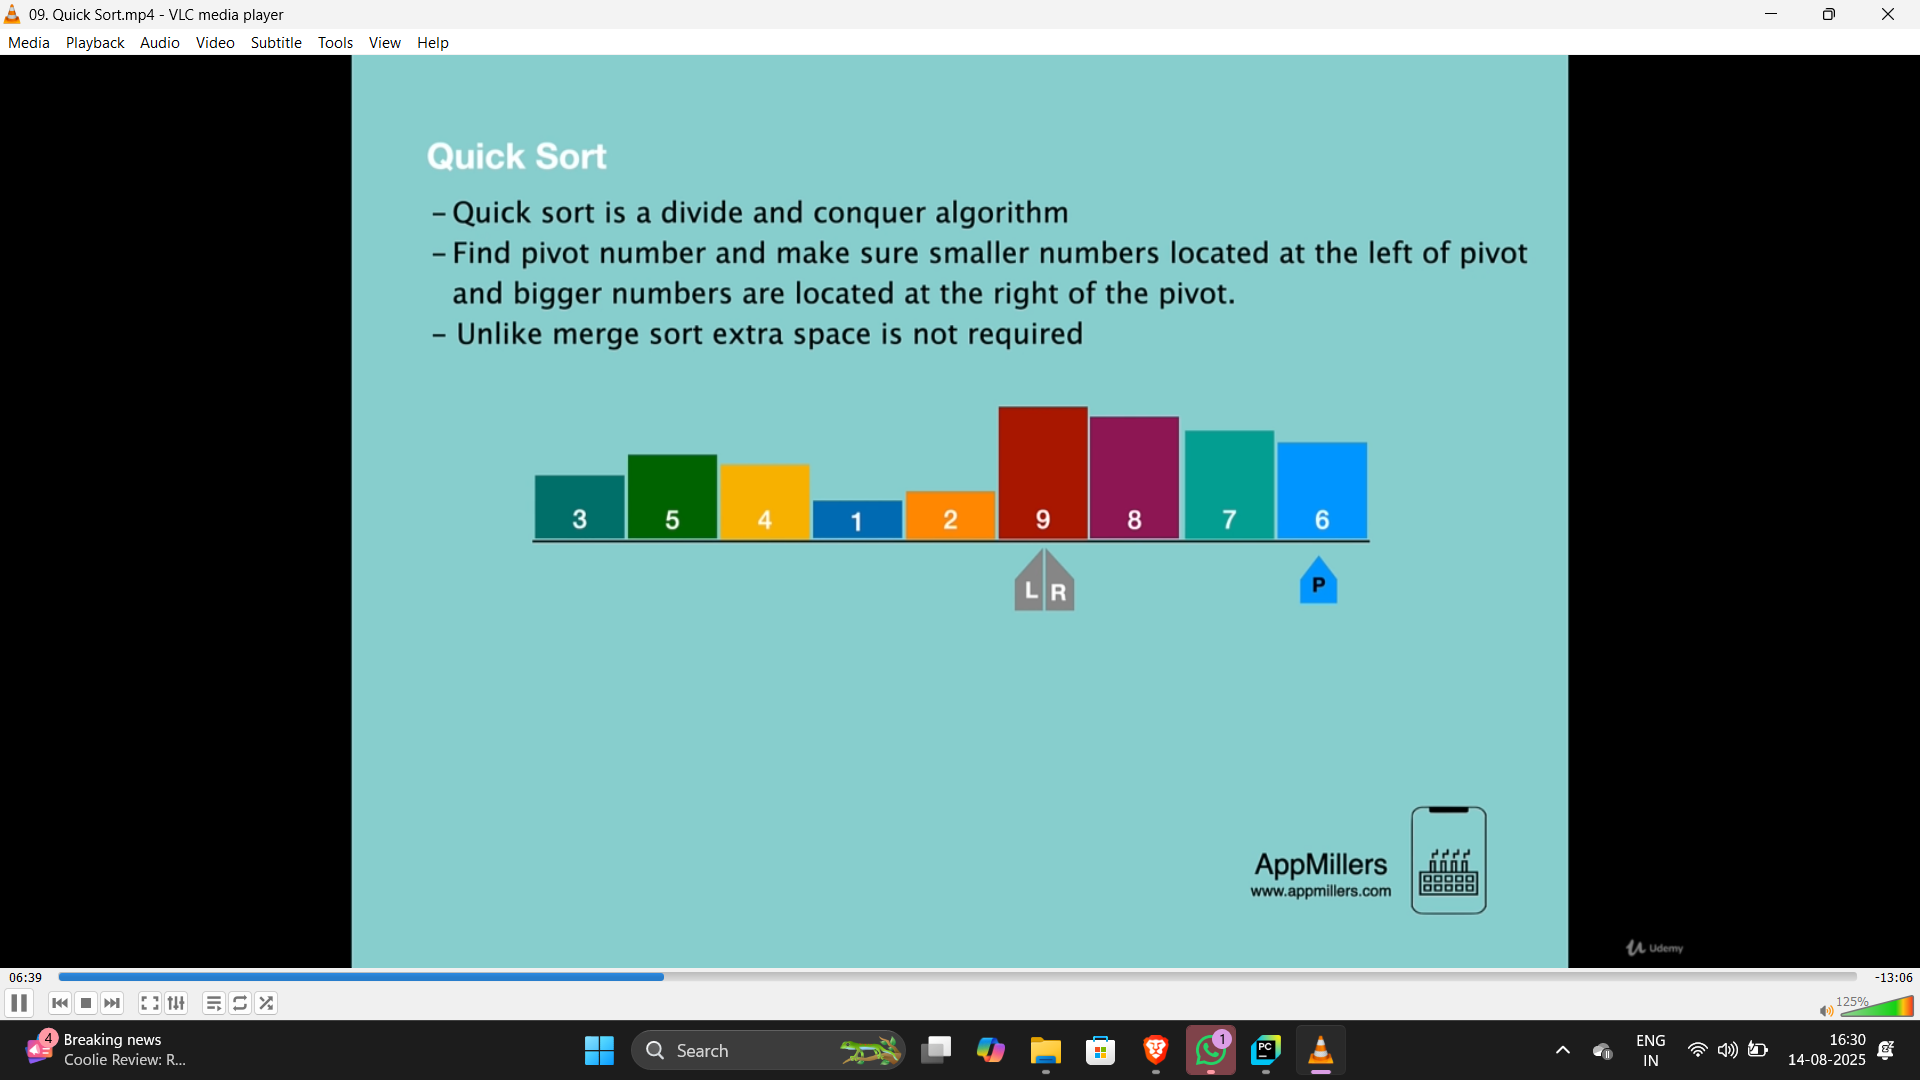 09. Quick Sort.mp4 - VLC media player
Media Playback Audio Video Subtitle Tools View Help
Quick Sort
– Quick sort is a divide and conquer algorithm
– Find pivot number and make sure smaller numbers located at the left of pivot
and bigger numbers are located at the right of the pivot.
– Unlike merge sort extra space is not required
3 5 4 1 2 9 8 7 6
L R P
AppMillers
www.appmillers.com
Udemy
06:39 -13:06
125%
4 Breaking news
Coolie Review: R...
Search
1
PC
ENG
IN
16:30
14-08-2025